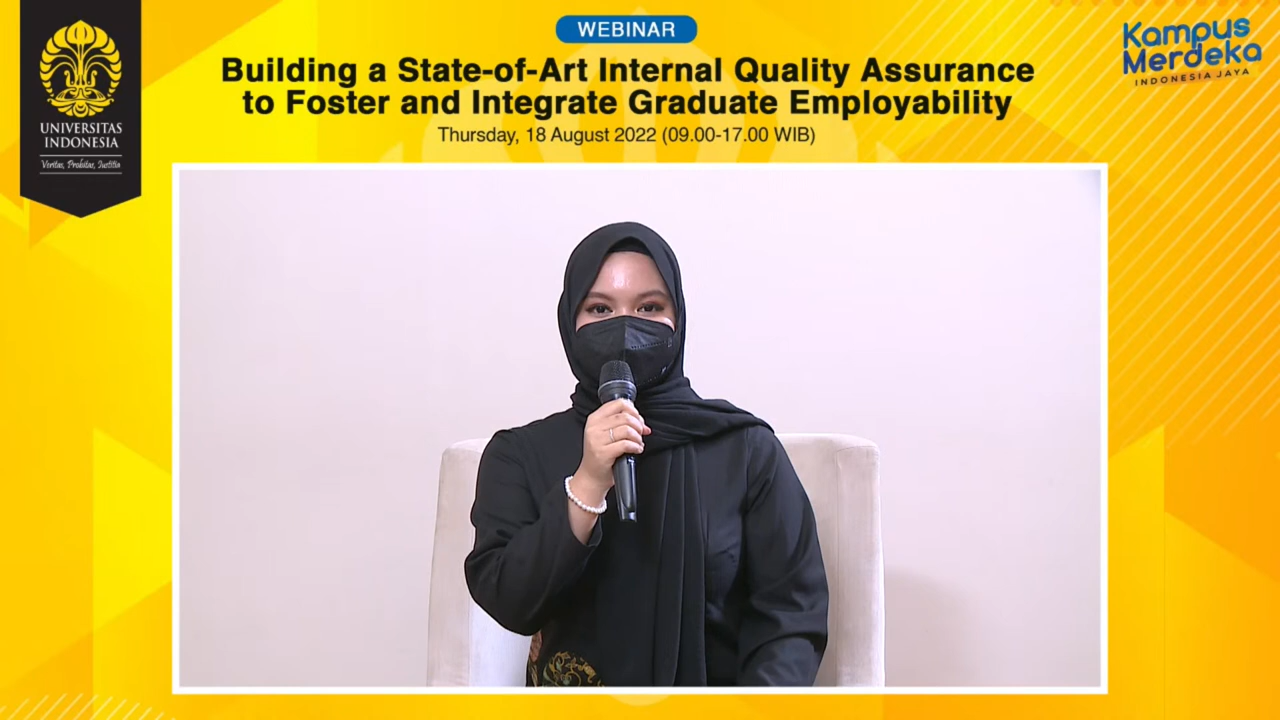 WEBINAR
Building a State-of-Art Internal Quality Assurance
to Foster and Integrate Graduate Employability
Thursday, 18 August 2022 (09.00-17.00 WIB)
UNIVERSITAS
INDONESIA
Veritas, Probitas, Justitia
Kampus
Merdeka
INDONESIA JAYA